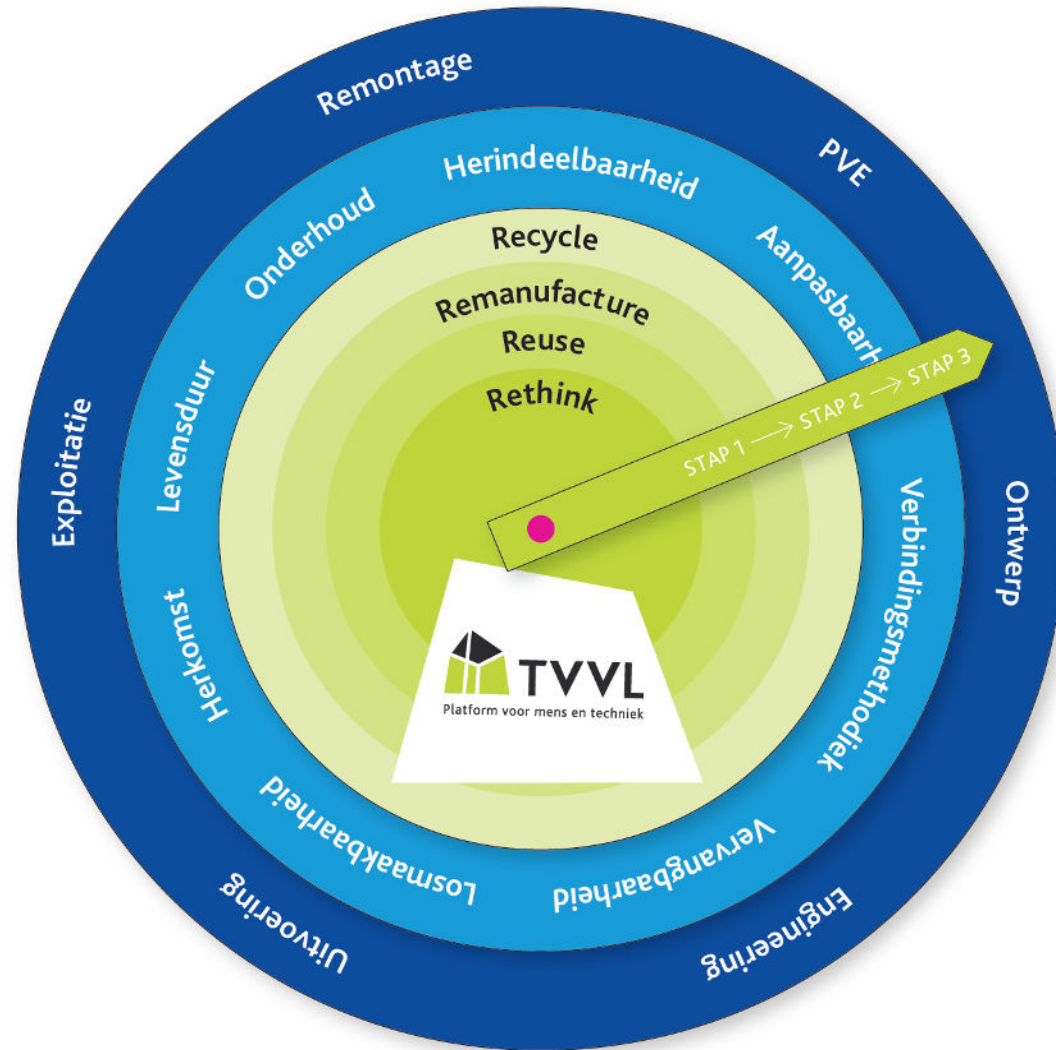 Remontage
PVE
Ontwerp
Engineering
Uitvoering
Exploitatie
Herindeelbaarheid
Aanpasbaarh
Verbindingsmethodiek
Vervangbaarheid
Losmaakbaarheid
Herkomst
Levensduur
Onderhoud
Recycle
Remanufacture
Reuse
Rethink
STAP 1 → STAP 2 → STAP 3
TVVL
Platform voor mens en techniek